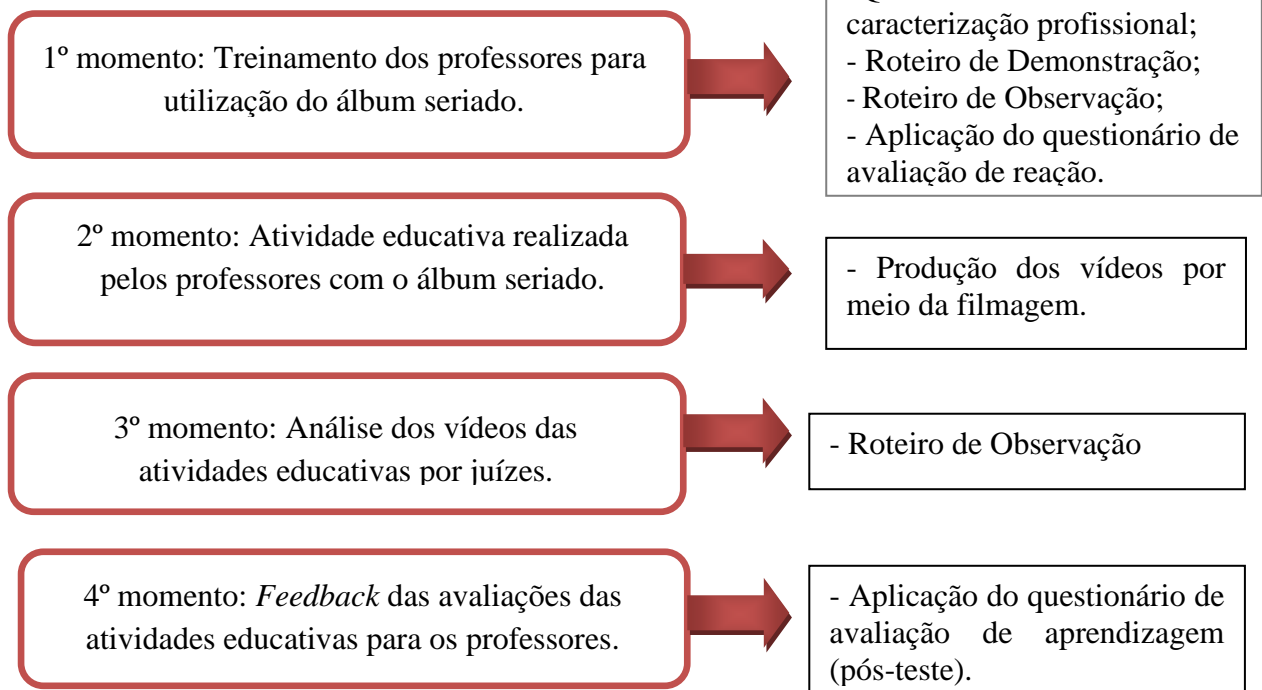 caracterização profissional;
- Roteiro de Demonstração;
- Roteiro de Observação;
- Aplicação do questionário de
avaliação de reação.
1º momento: Treinamento dos professores para
utilização do álbum seriado.
2º momento: Atividade educativa realizada
pelos professores com o álbum seriado.
- Produção dos vídeos por
meio da filmagem.
3º momento: Análise dos vídeos das
atividades educativas por juízes.
- Roteiro de Observação
4º momento: Feedback das avaliações das
atividades educativas para os professores.
- Aplicação do questionário de
avaliação de aprendizagem
(pós-teste).